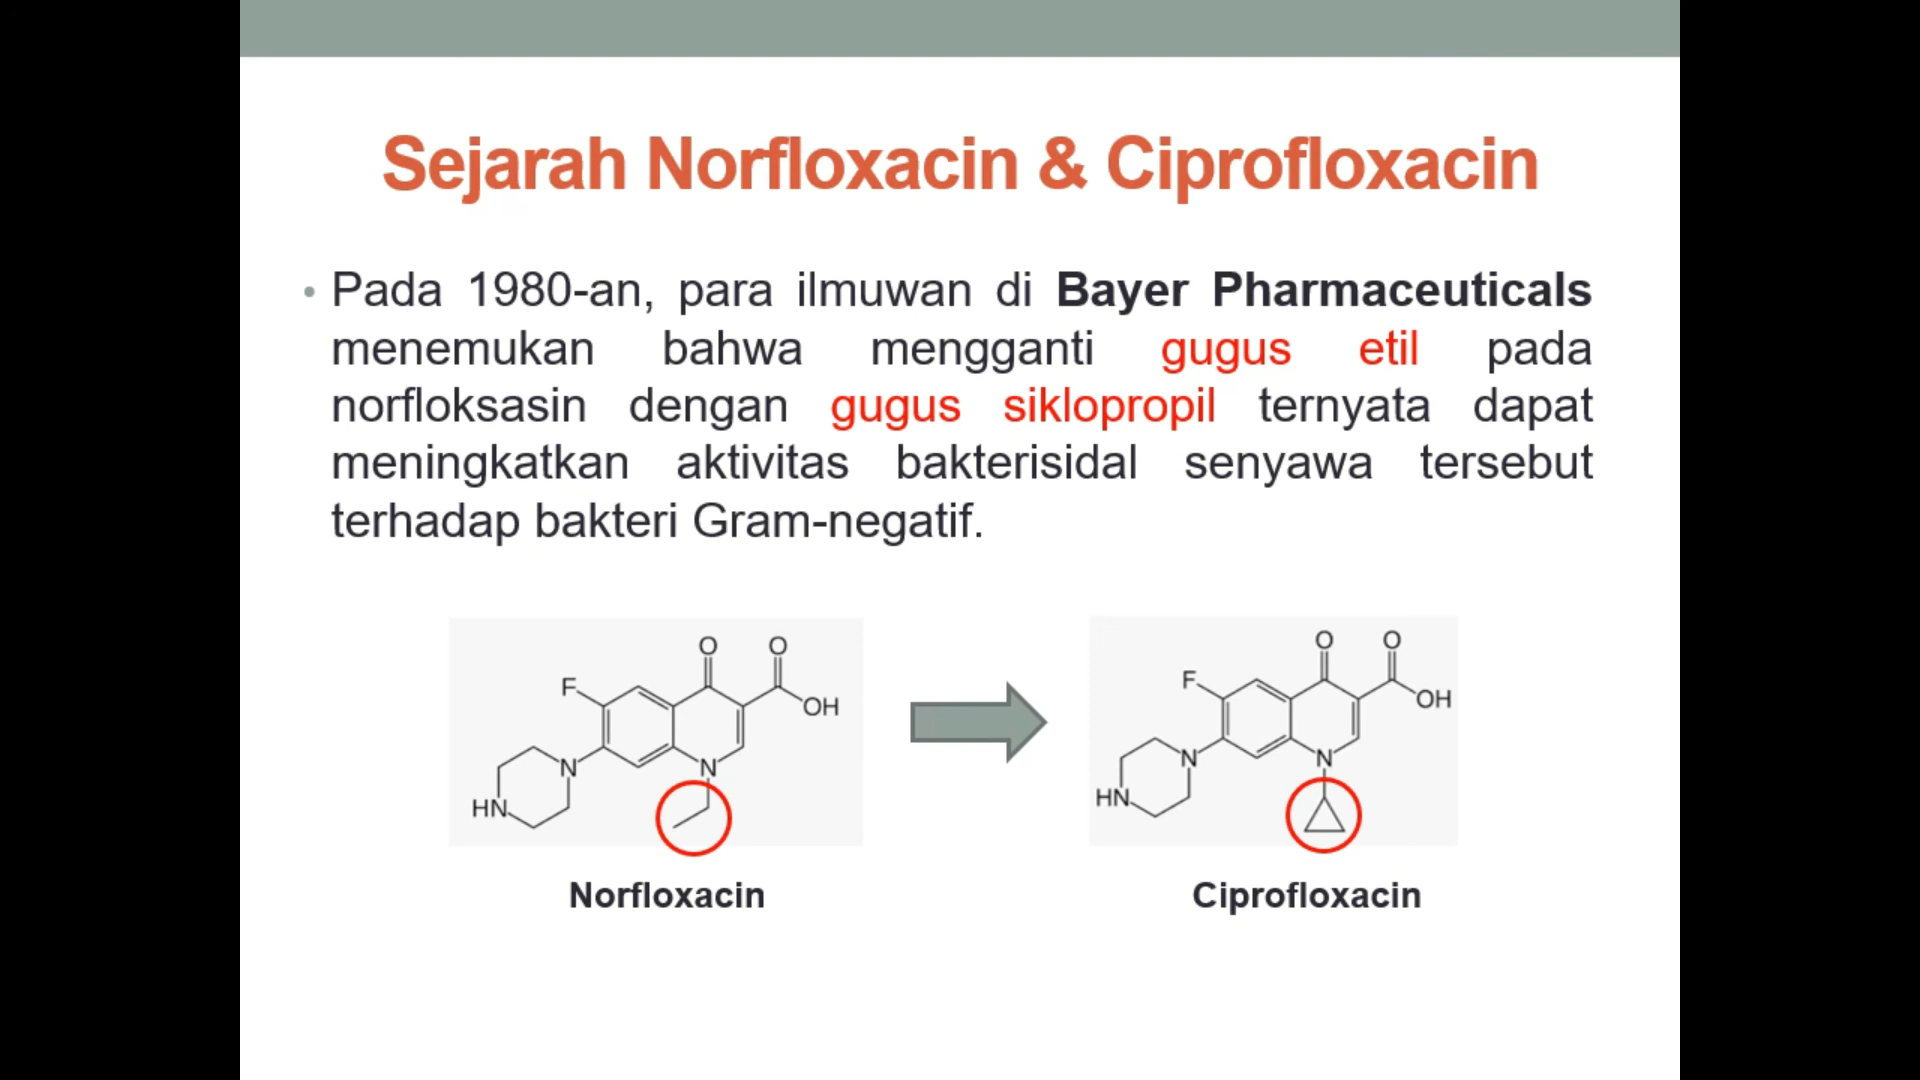 Sejarah Norfloxacin & Ciprofloxacin
• Pada 1980-an, para ilmuwan di Bayer Pharmaceuticals
menemukan bahwa mengganti gugus etil pada
norfloksasin dengan gugus siklopropil ternyata dapat
meningkatkan aktivitas bakterisidal senyawa tersebut
terhadap bakteri Gram-negatif.
O O
F
OH
N N
HN
O O
F
OH
N N
HN
Norfloxacin
Ciprofloxacin